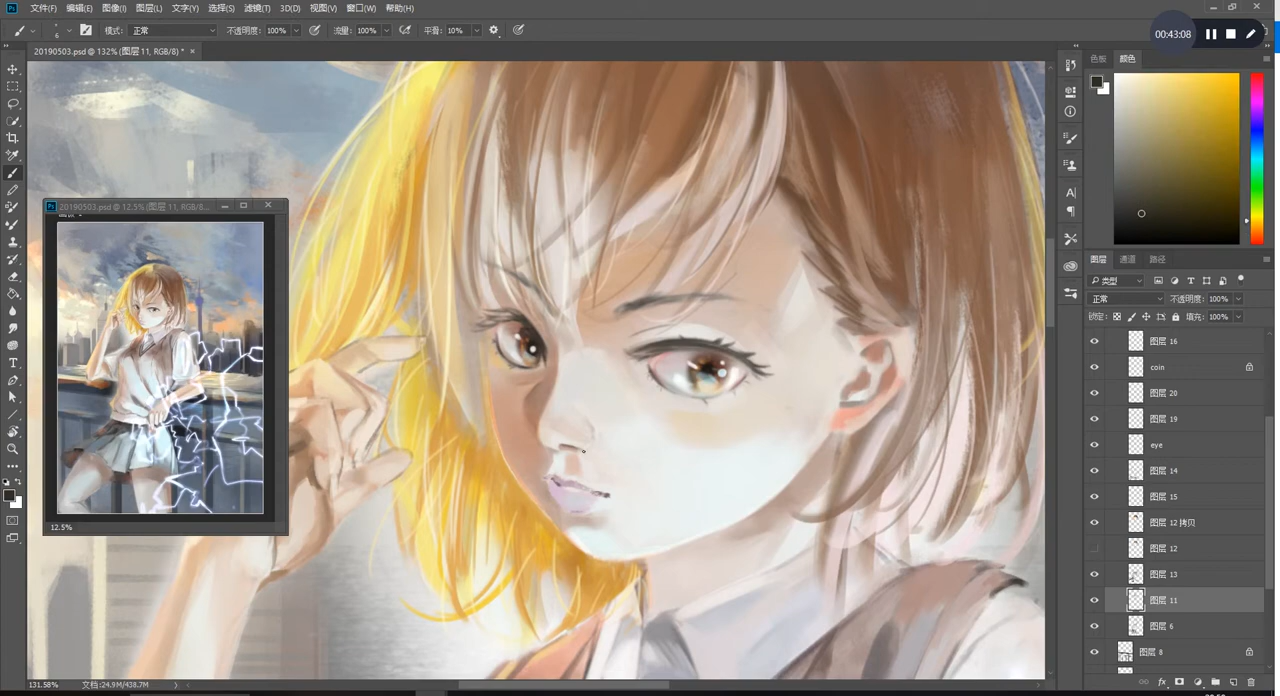 Ps 文件(F) 编辑(E) 图像(I) 图层(L) 文字(Y) 选择(S) 滤镜(T) 3D(D) 视图(V) 窗口(W) 帮助(H)
00:43:08
6 模式: 正常 不透明度: 100% 流量: 100% 平滑: 10%
20190503.psd @ 132% (图层 11, RGB/8) * ×
色板 颜色
Ps 20190503.psd @ 12.5% (图层 11, RGB/8...
12.5%
图层 通道 路径
类型
正常 不透明度: 100%
锁定: 填充: 100%
图层 16
coin
图层 20
图层 19
eye
图层 14
图层 15
图层 12 拷贝
图层 12
图层 13
图层 11
图层 6
图层 8
131.58% 文档:24.9M/438.7M